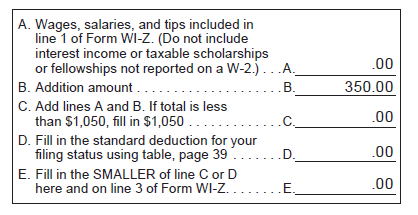 A. Wages, salaries, and tips included in
line 1 of Form WI-Z. (Do not include
interest income or taxable scholarships
or fellowships not reported on a W-2.) . . . A. .00
B. Addition amount . . . . . . . . . . . . . . . . . . . B. 350.00
C. Add lines A and B. If total is less
than $1,050, fill in $1,050 . . . . . . . . . . . . C. .00
D. Fill in the standard deduction for your
filing status using table, page 39 . . . . . . . D. .00
E. Fill in the SMALLER of line C or D
here and on line 3 of Form WI-Z. . . . . . . . E. .00